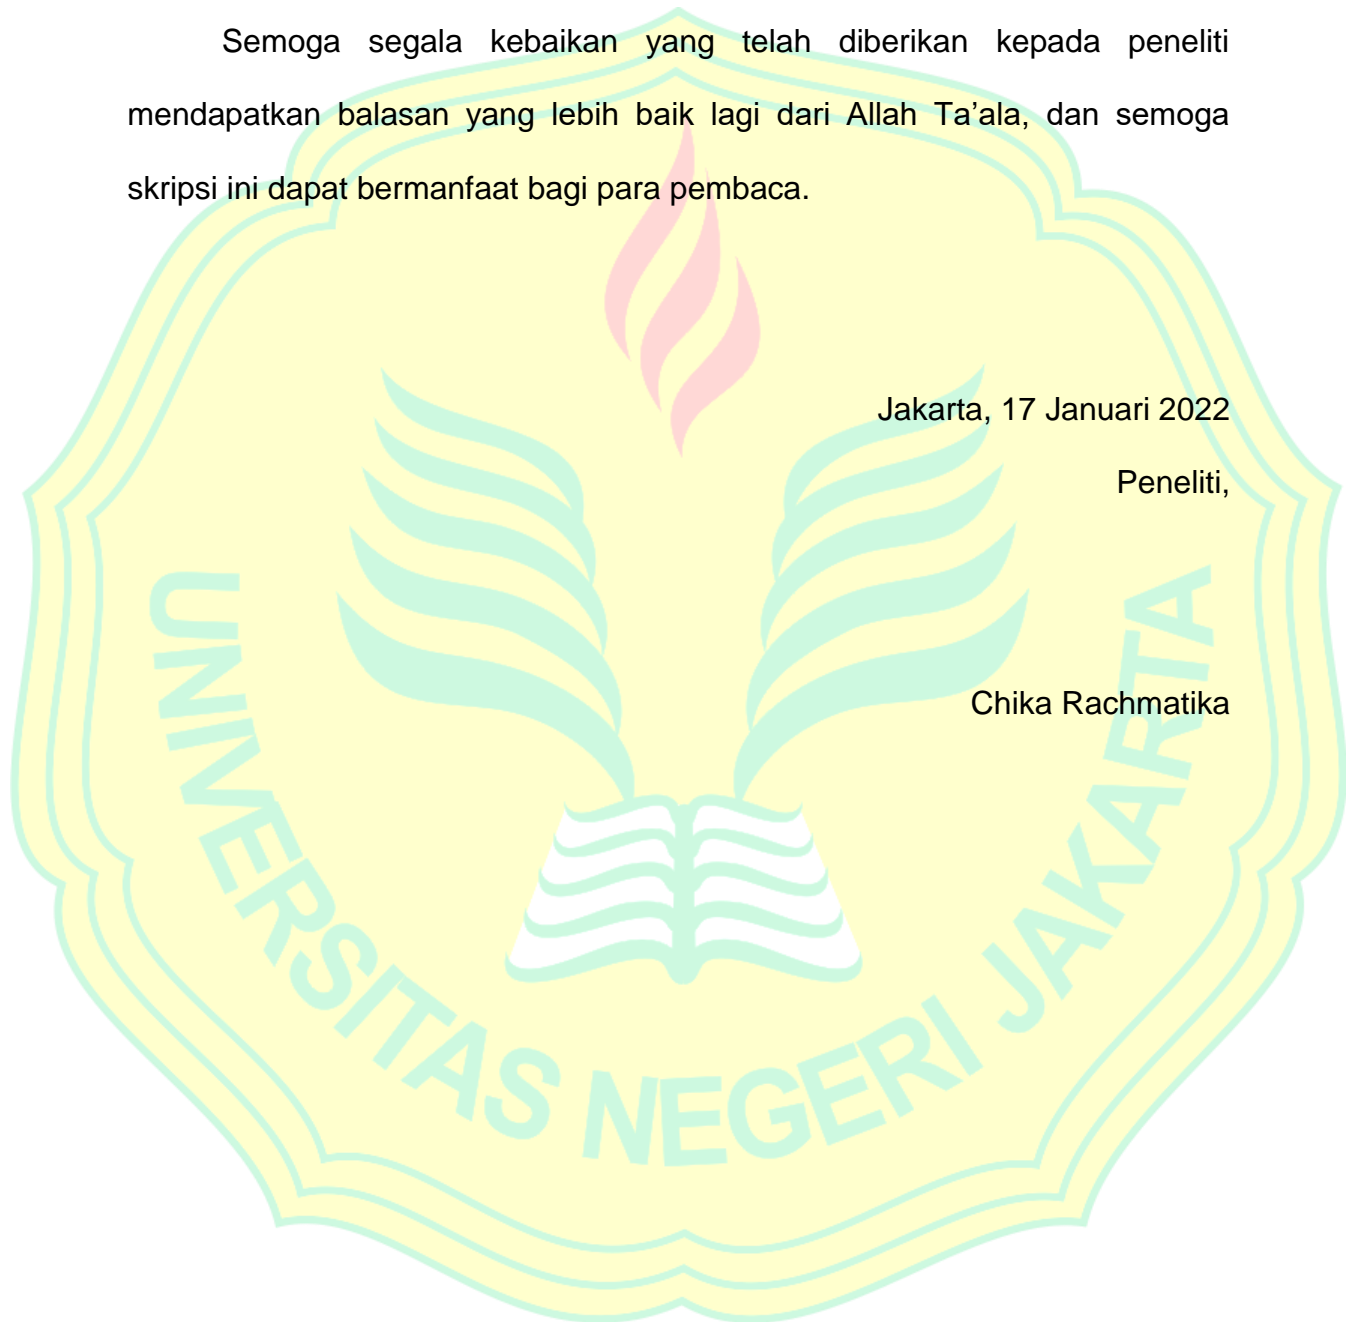 Semoga segala kebaikan yang telah diberikan kepada peneliti
mendapatkan balasan yang lebih baik lagi dari Allah Ta’ala, dan semoga
skripsi ini dapat bermanfaat bagi para pembaca.
Jakarta, 17 Januari 2022
Peneliti,
Chika Rachmatika
UNIVERSITAS NEGERI JAKARTA